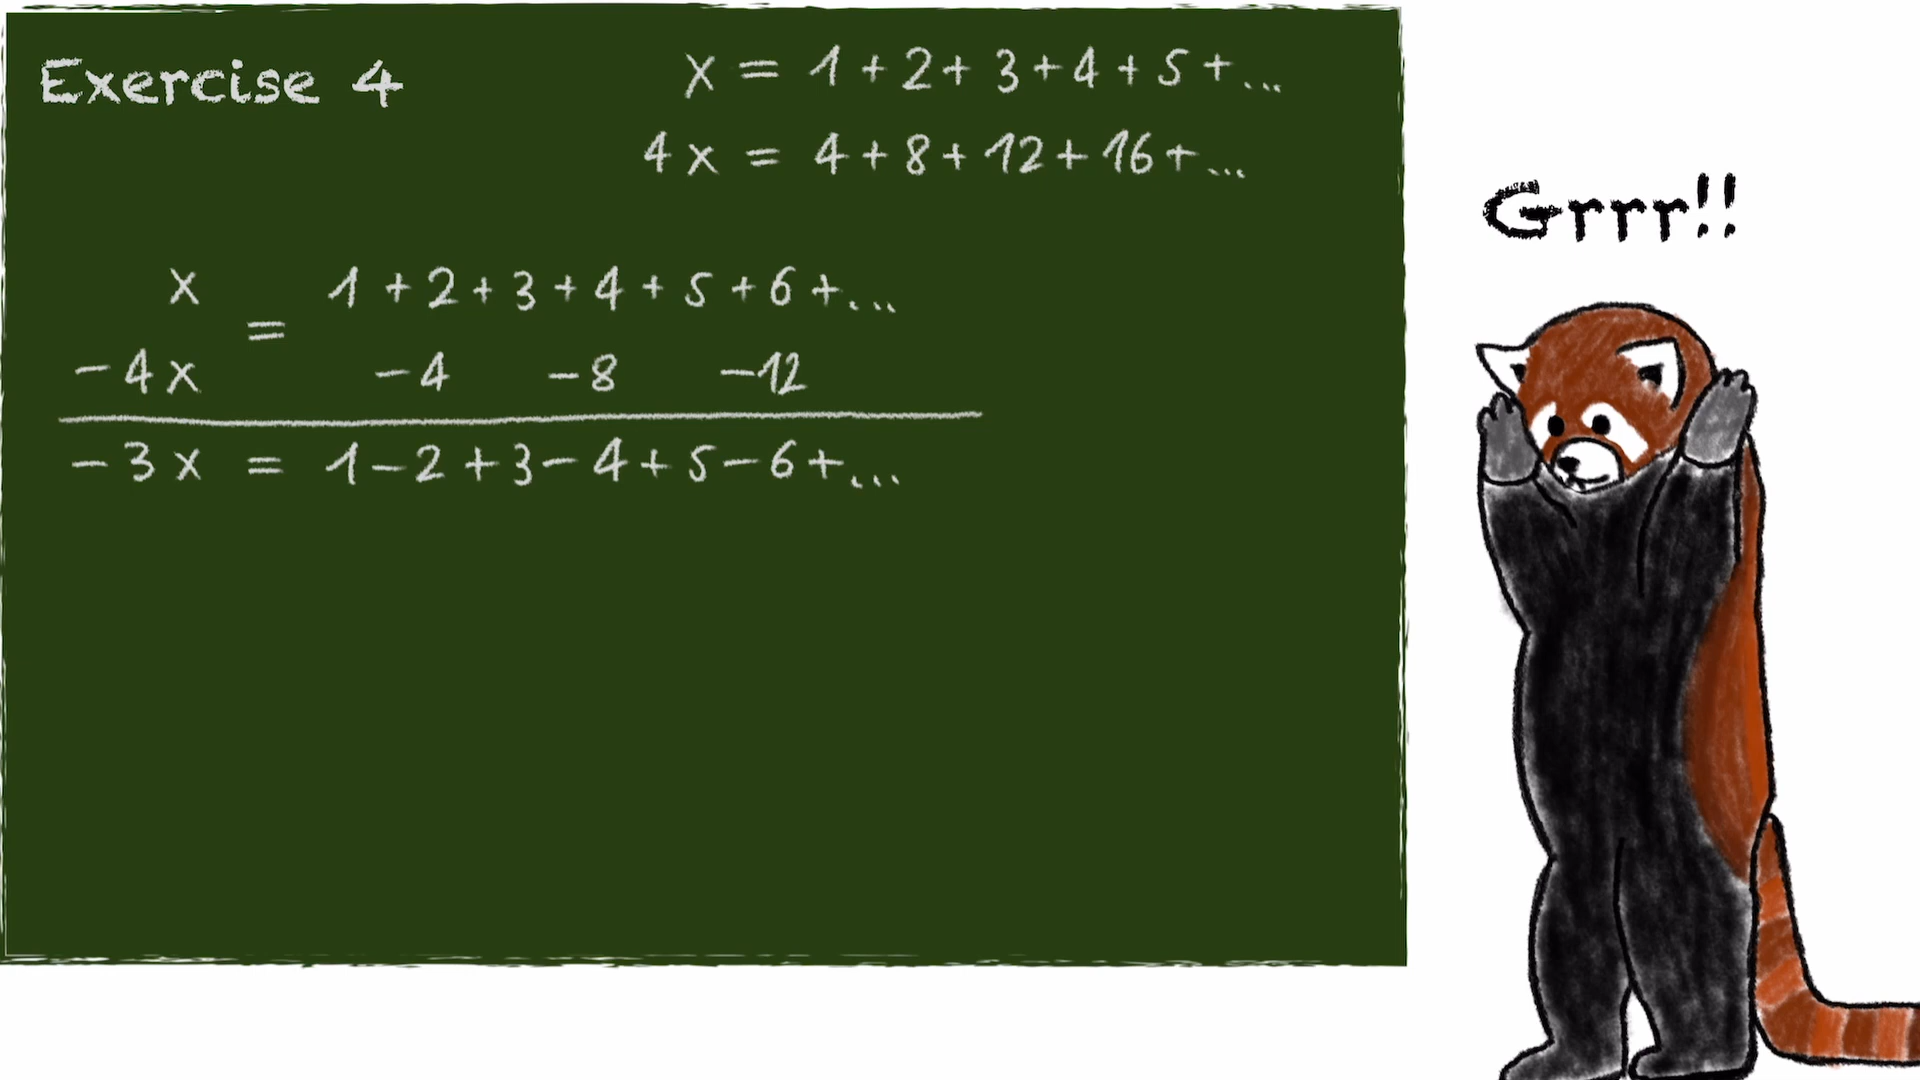 Exercise 4
x = 1 + 2 + 3 + 4 + 5 + ...
4x = 4 + 8 + 12 + 16 + ...
Grrr!!
x = 1 + 2 + 3 + 4 + 5 + 6 + ...
-4x -4 -8 -12
-3x = 1 - 2 + 3 - 4 + 5 - 6 + ...